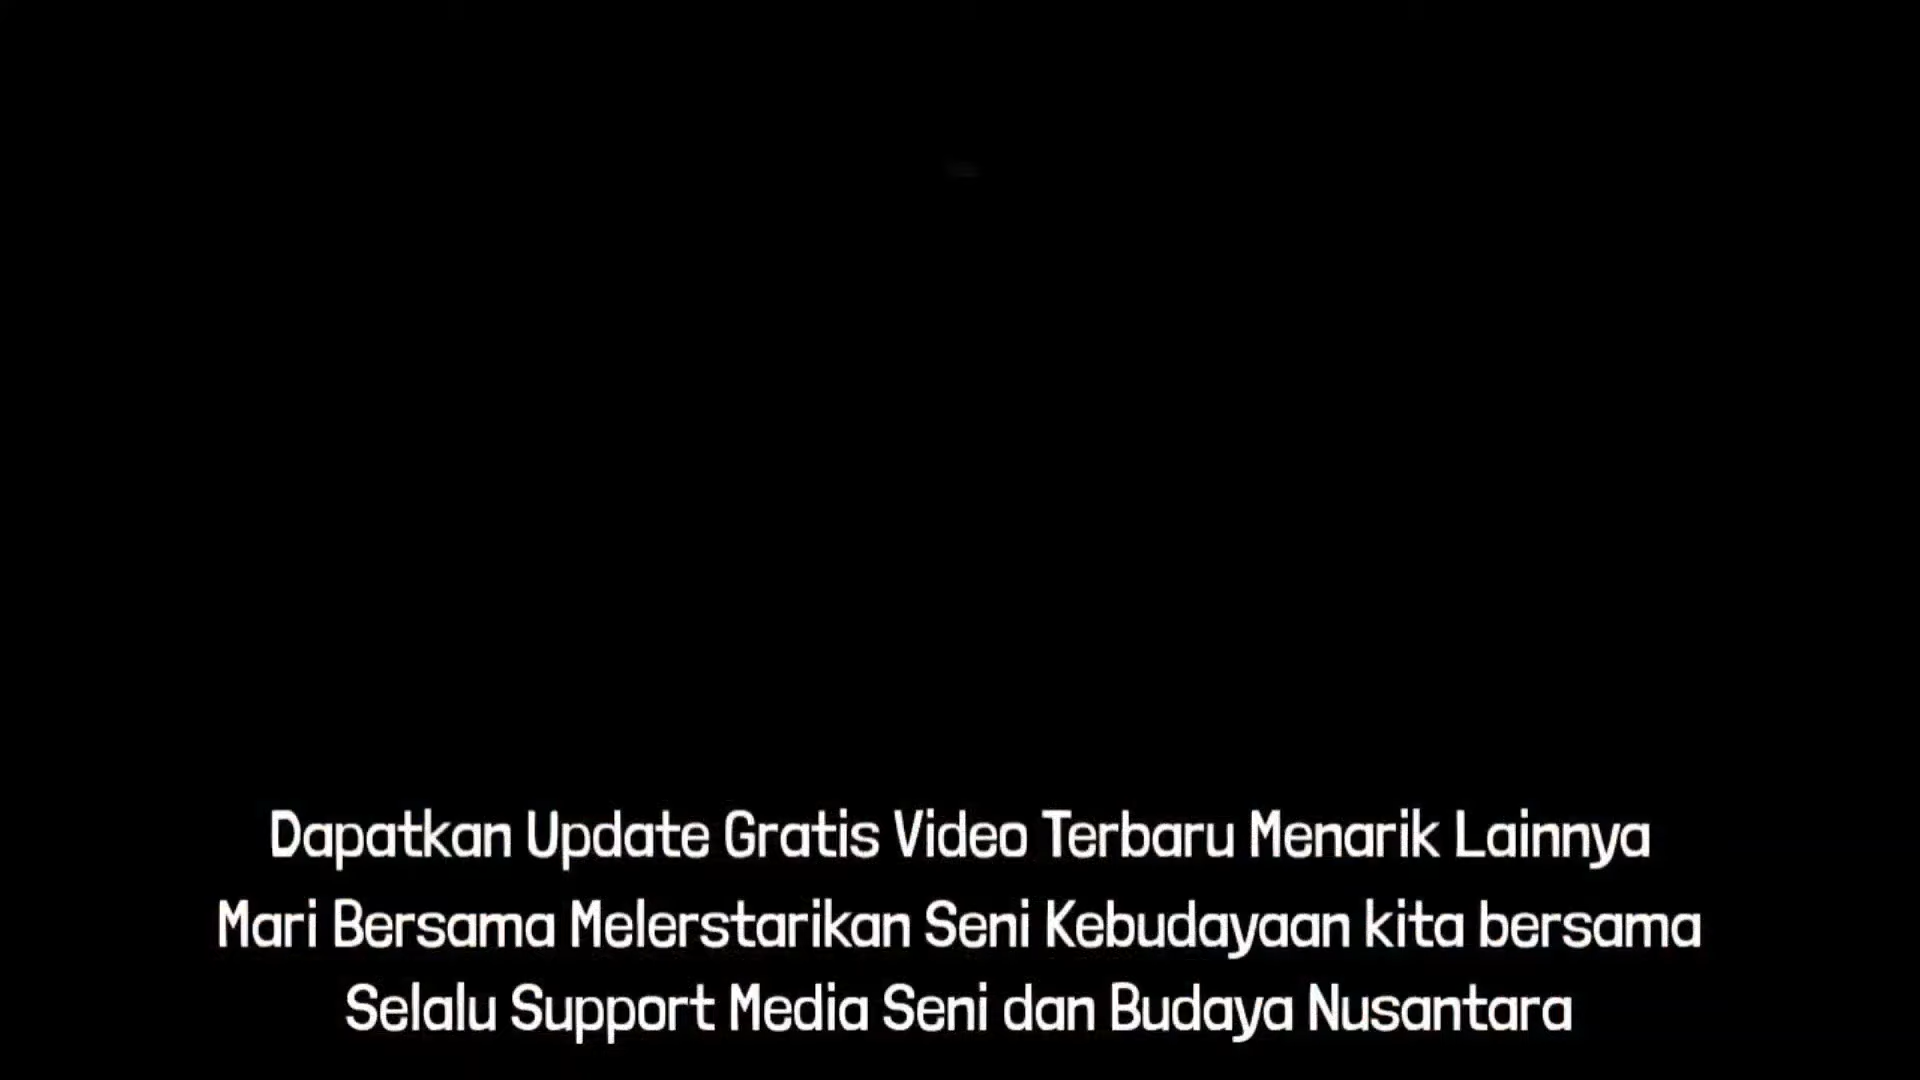 Dapatkan Update Gratis Video Terbaru Menarik Lainnya
Mari Bersama Melerstarikan Seni Kebudayaan kita bersama
Selalu Support Media Seni dan Budaya Nusantara